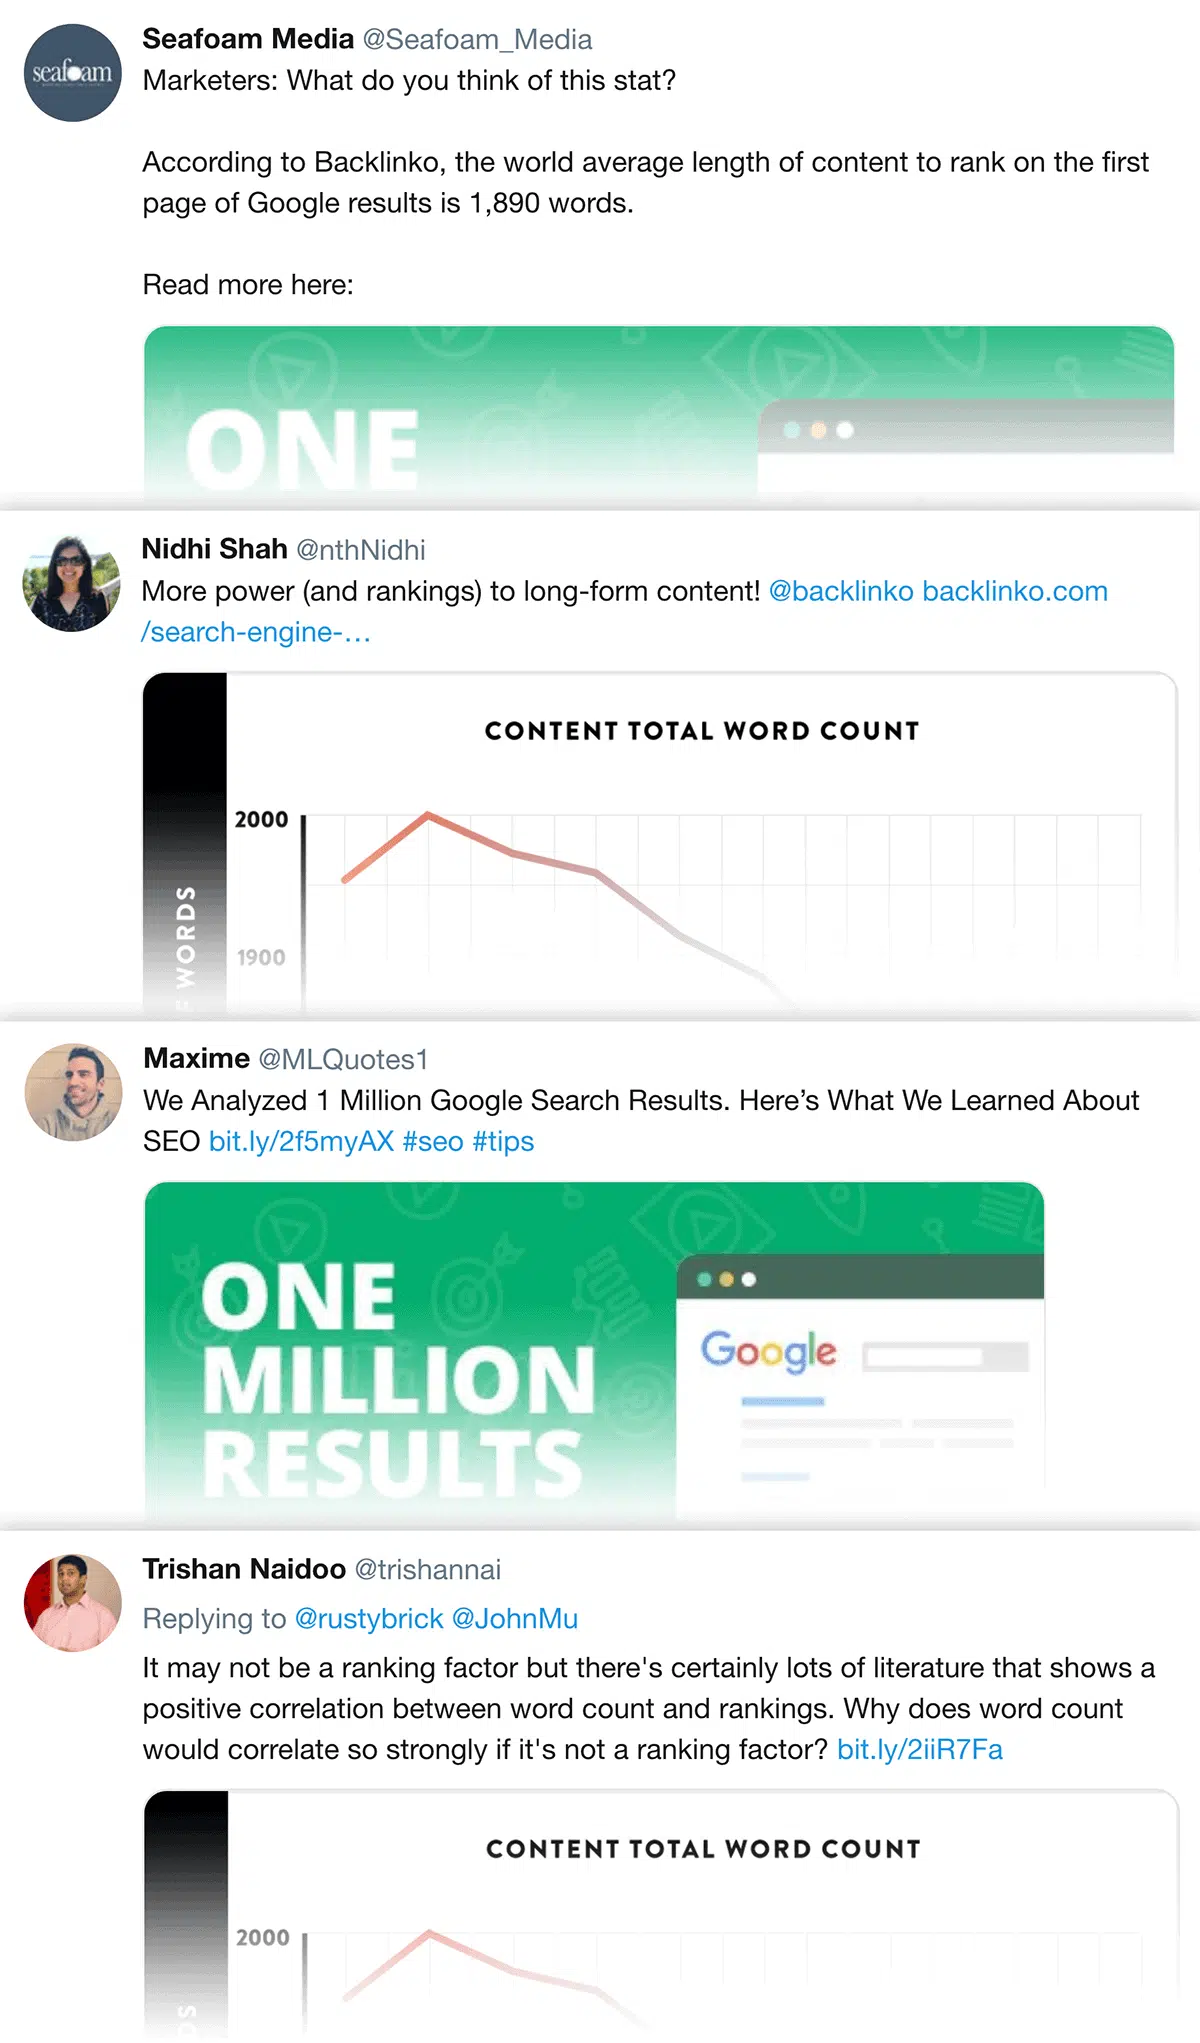 seafoam
Seafoam Media @Seafoam_Media
Marketers: What do you think of this stat?
According to Backlinko, the world average length of content to rank on the first
page of Google results is 1,890 words.
Read more here:
ONE
Nidhi Shah @nthNidhi
More power (and rankings) to long-form content! @backlinko backlinko.com
/search-engine-…
CONTENT TOTAL WORD COUNT
2000
1900
WORDS
Maxime @MLQuotes1
We Analyzed 1 Million Google Search Results. Here’s What We Learned About
SEO bit.ly/2f5myAX #seo #tips
ONE
MILLION
RESULTS
Google
Trishan Naidoo @trishannai
Replying to @rustybrick @JohnMu
It may not be a ranking factor but there's certainly lots of literature that shows a
positive correlation between word count and rankings. Why does word count
would correlate so strongly if it's not a ranking factor? bit.ly/2iiR7Fa
CONTENT TOTAL WORD COUNT
2000